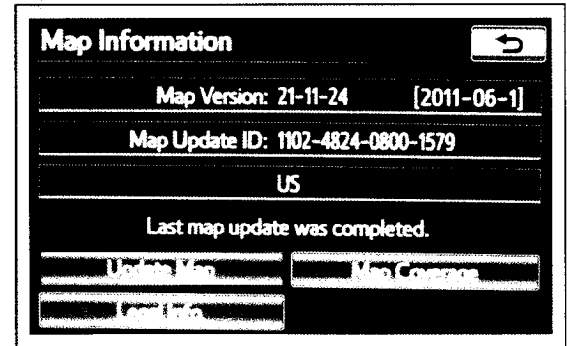 Map Information
Map Version: 21-11-24 [2011-06-1]
Map Update ID: 1102-4824-0800-1579
US
Last map update was completed.
Update Map Map Coverage
Legal Info